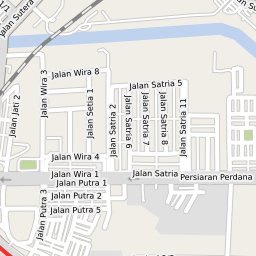 Jalan Sutera
Jalan Sutera
Jalan Wira 8
Jalan Satria 5
Jalan Wira 3
Jalan Setia 1
Jalan Satria 2
Jalan Satria 6
Jalan Satria 7
Jalan Satria 8
Jalan Satria 11
Jalan Jati 2
Jalan Wira 4
Jalan Wira 1
Jalan Satria
Persiaran Perdana
Jalan Putra 1
Jalan Putra 2
Jalan Putra 3
Jalan Putra 5